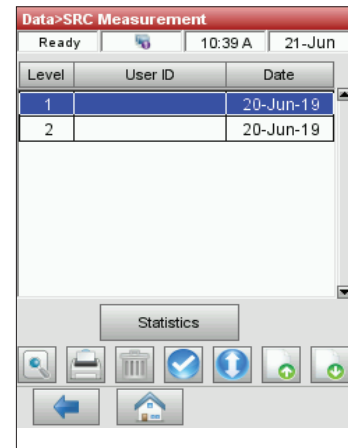 Data>SRC Measurement
Ready 10:39 A 21-Jun
Level User ID Date
1 20-Jun-19
2 20-Jun-19
Statistics